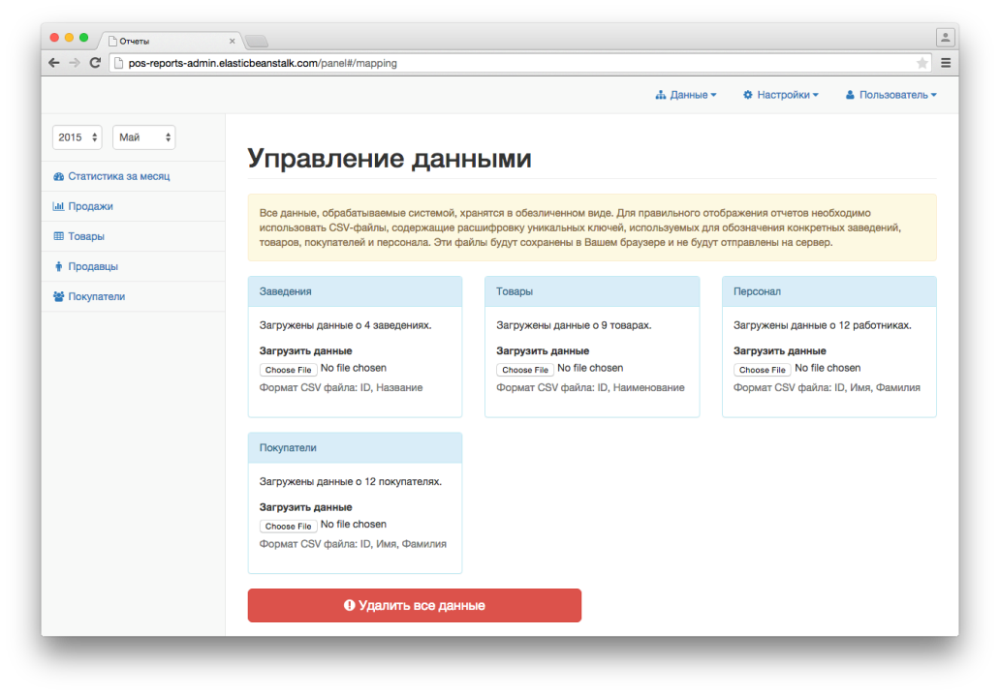 Отчеты
pos-reports-admin.elasticbeanstalk.com/panel#/mapping
Данные Настройки Пользователь
2015 Май
Статистика за месяц
Продажи
Товары
Продавцы
Покупатели
Управление данными
Все данные, обрабатываемые системой, хранятся в обезличенном виде. Для правильного отображения отчетов необходимо
использовать CSV-файлы, содержащие расшифровку уникальных ключей, используемых для обозначения конкретных заведений,
товаров, покупателей и персонала. Эти файлы будут сохранены в Вашем браузере и не будут отправлены на сервер.
Заведения
Загружены данные о 4 заведениях.
Загрузить данные
Choose File No file chosen
Формат CSV файла: ID, Название
Товары
Загружены данные о 9 товарах.
Загрузить данные
Choose File No file chosen
Формат CSV файла: ID, Наименование
Персонал
Загружены данные о 12 работниках.
Загрузить данные
Choose File No file chosen
Формат CSV файла: ID, Имя, Фамилия
Покупатели
Загружены данные о 12 покупателях.
Загрузить данные
Choose File No file chosen
Формат CSV файла: ID, Имя, Фамилия
Удалить все данные